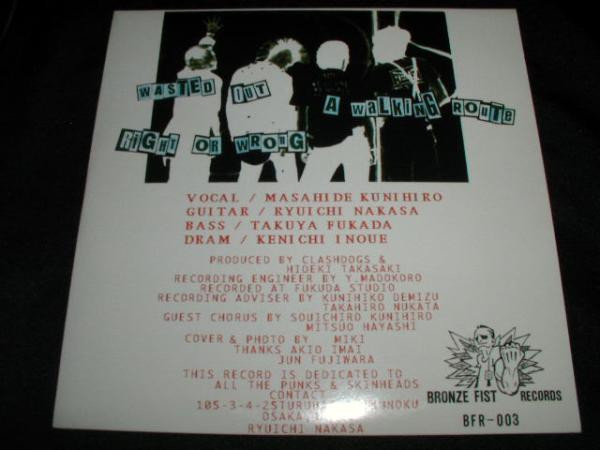 WASTED OUT
A WALKING ROUTE
RIGHT OR WROUG
VOCAL / MASAHIDE KUNIHIRO
GUITAR / RYUICHI NAKASA
BASS / TAKUYA FUKADA
DRAM / KENICHI INOUE
PRODUCED BY CLASHDOGS &
HIDEKI TAKASAKI
RECORDING ENGINEER BY Y.MADOKORO
RECORDED AT FUKUDA STUDIO
RECORDING ADVISER BY KUNIHIKO DEMIZU
TAKAHIRO NUKATA
GUEST CHORUS BY SOUICHIRO KUNIHIRO
MITSUO HAYASHI
COVER & PHOTO BY MIKI
THANKS AKIO IMAI
JUN FUJIWARA
THIS RECORD IS DEDICATED TO
ALL THE PUNKS & SKINHEADS
CONTACT
OSAKA
RYUICHI NAKASA
BRONZE FIST RECORDS
BFR-003